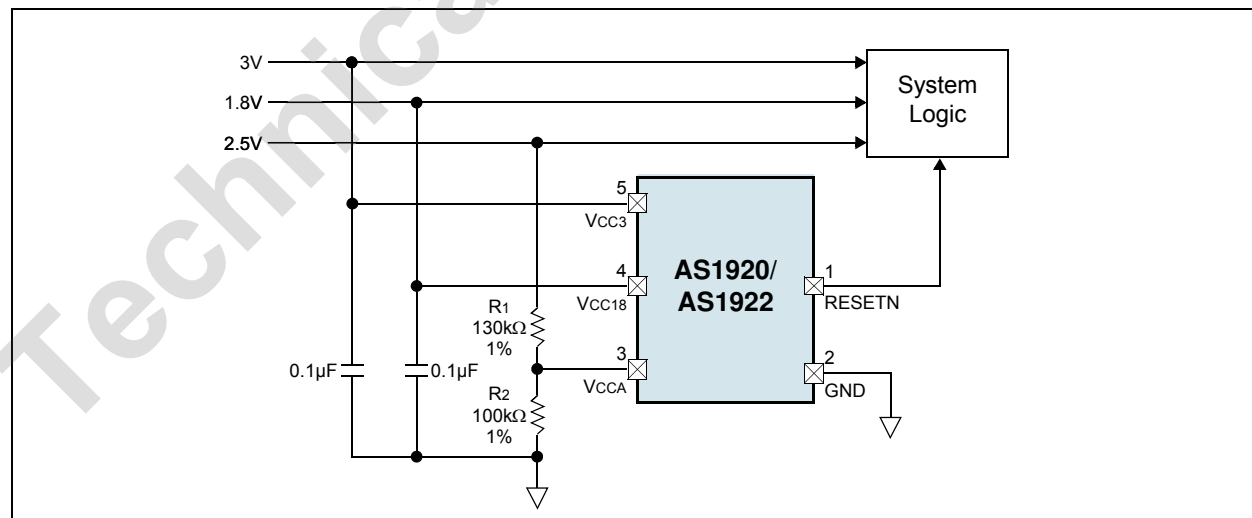 Technica
3V
1.8V
2.5V
System
Logic
5
VCC3
4
VCC18
3
VCCA
AS1920/
AS1922
1
RESETN
2
GND
R1
130kΩ
1%
0.1µF
0.1µF
R2
100kΩ
1%